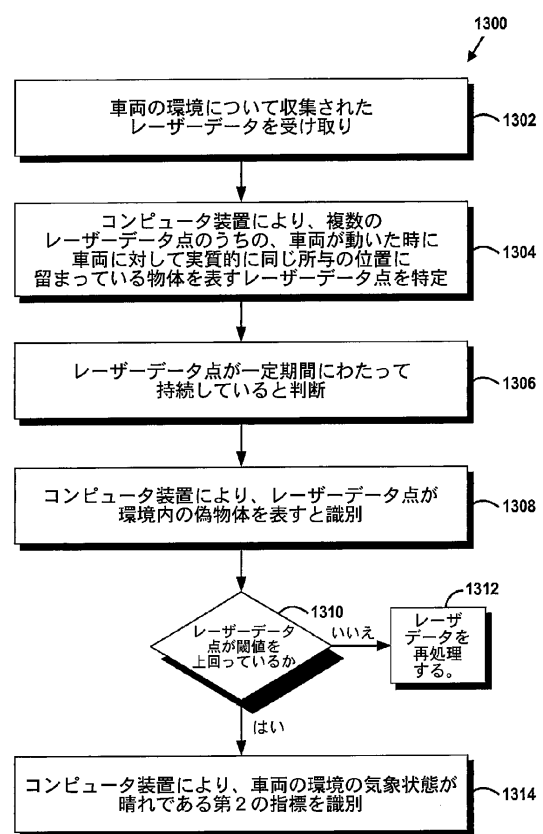 1300
車両の環境について収集された
レーザーデータを受け取り
1302
コンピュータ装置により、複数の
レーザーデータ点のうちの、車両が動いた時に
車両に対して実質的に同じ所与の位置に
留まっている物体を表すレーザーデータ点を特定
1304
レーザーデータ点が一定期間にわたって
持続していると判断
1306
コンピュータ装置により、レーザーデータ点が
環境内の偽物体を表すと識別
1308
1310
レーザーデータ
点が閾値を
上回っているか
いいえ
1312
レーザ
データを
再処理
する。
はい
コンピュータ装置により、車両の環境の気象状態が
晴れである第2の指標を識別
1314